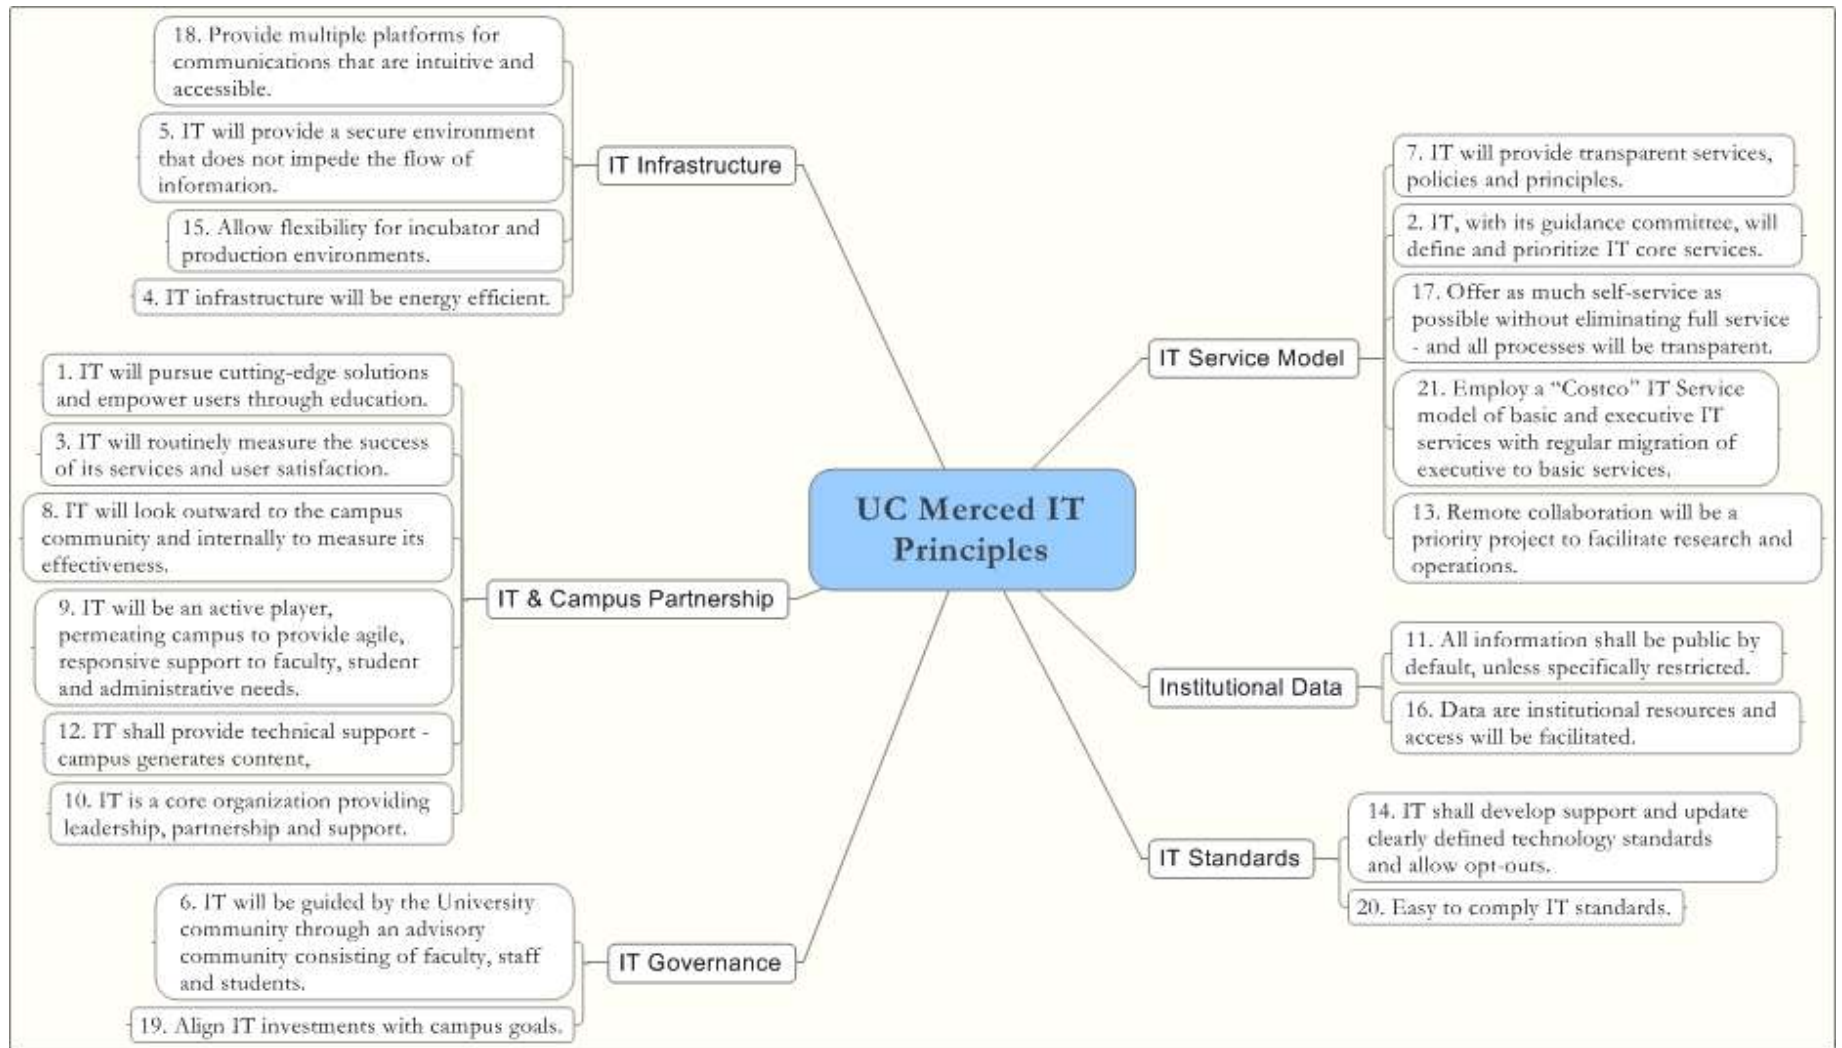 18. Provide multiple platforms for
communications that are intuitive and
accessible.
5. IT will provide a secure environment
that does not impede the flow of
information.
15. Allow flexibility for incubator and
production environments.
4. IT infrastructure will be energy efficient.
IT Infrastructure
1. IT will pursue cutting-edge solutions
and empower users through education.
3. IT will routinely measure the success
of its services and user satisfaction.
8. IT will look outward to the campus
community and internally to measure its
effectiveness.
9. IT will be an active player,
permeating campus to provide agile,
responsive support to faculty, student
and administrative needs.
12. IT shall provide technical support -
campus generates content,
10. IT is a core organization providing
leadership, partnership and support.
IT & Campus Partnership
6. IT will be guided by the University
community through an advisory
community consisting of faculty, staff
and students.
19. Align IT investments with campus goals.
IT Governance
UC Merced IT
Principles
IT Service Model
7. IT will provide transparent services,
policies and principles.
2. IT, with its guidance committee, will
define and prioritize IT core services.
17. Offer as much self-service as
possible without eliminating full service
- and all processes will be transparent.
21. Employ a “Costco” IT Service
model of basic and executive IT
services with regular migration of
executive to basic services.
13. Remote collaboration will be a
priority project to facilitate research and
operations.
Institutional Data
11. All information shall be public by
default, unless specifically restricted.
16. Data are institutional resources and
access will be facilitated.
IT Standards
14. IT shall develop support and update
clearly defined technology standards
and allow opt-outs.
20. Easy to comply IT standards.